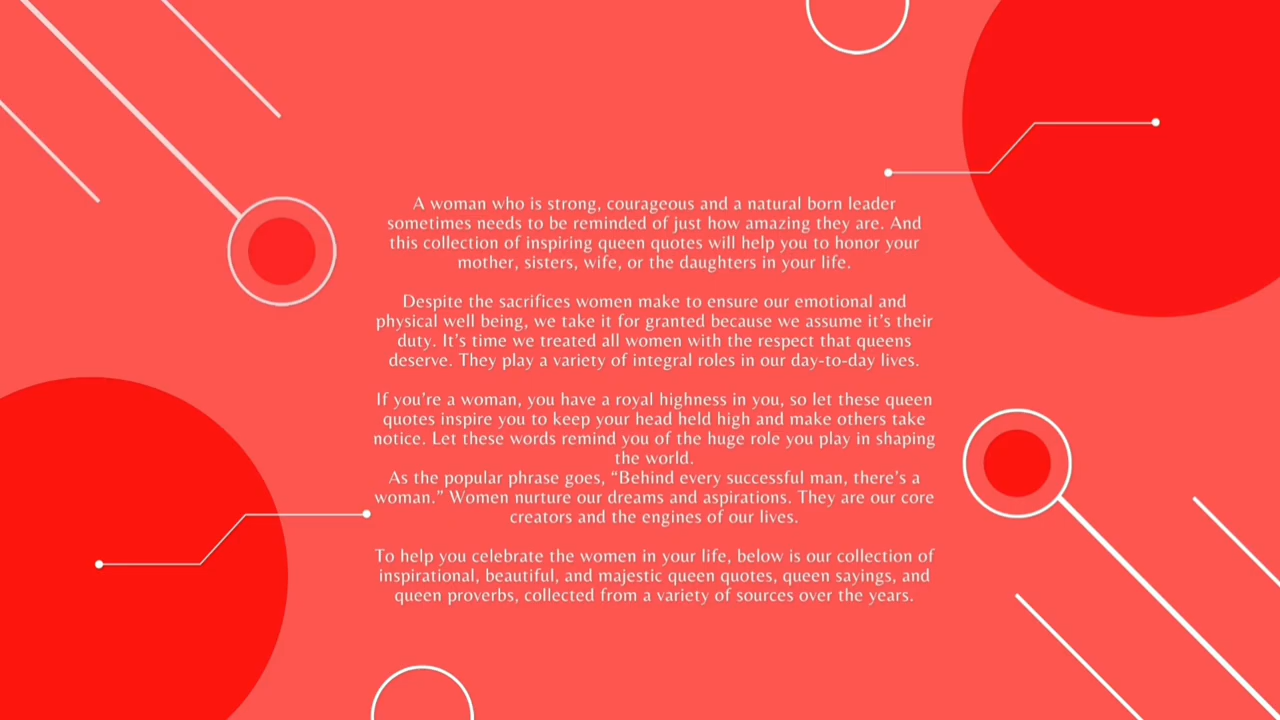 A woman who is strong, courageous and a natural born leader
sometimes needs to be reminded of just how amazing they are. And
this collection of inspiring queen quotes will help you to honor your
mother, sisters, wife, or the daughters in your life.
Despite the sacrifices women make to ensure our emotional and
physical well being, we take it for granted because we assume it’s their
duty. It’s time we treated all women with the respect that queens
deserve. They play a variety of integral roles in our day-to-day lives.
If you’re a woman, you have a royal highness in you, so let these queen
quotes inspire you to keep your head held high and make others take
notice. Let these words remind you of the huge role you play in shaping
the world.
As the popular phrase goes, “Behind every successful man, there’s a
woman.” Women nurture our dreams and aspirations. They are our core
creators and the engines of our lives.
To help you celebrate the women in your life, below is our collection of
inspirational, beautiful, and majestic queen quotes, queen sayings, and
queen proverbs, collected from a variety of sources over the years.